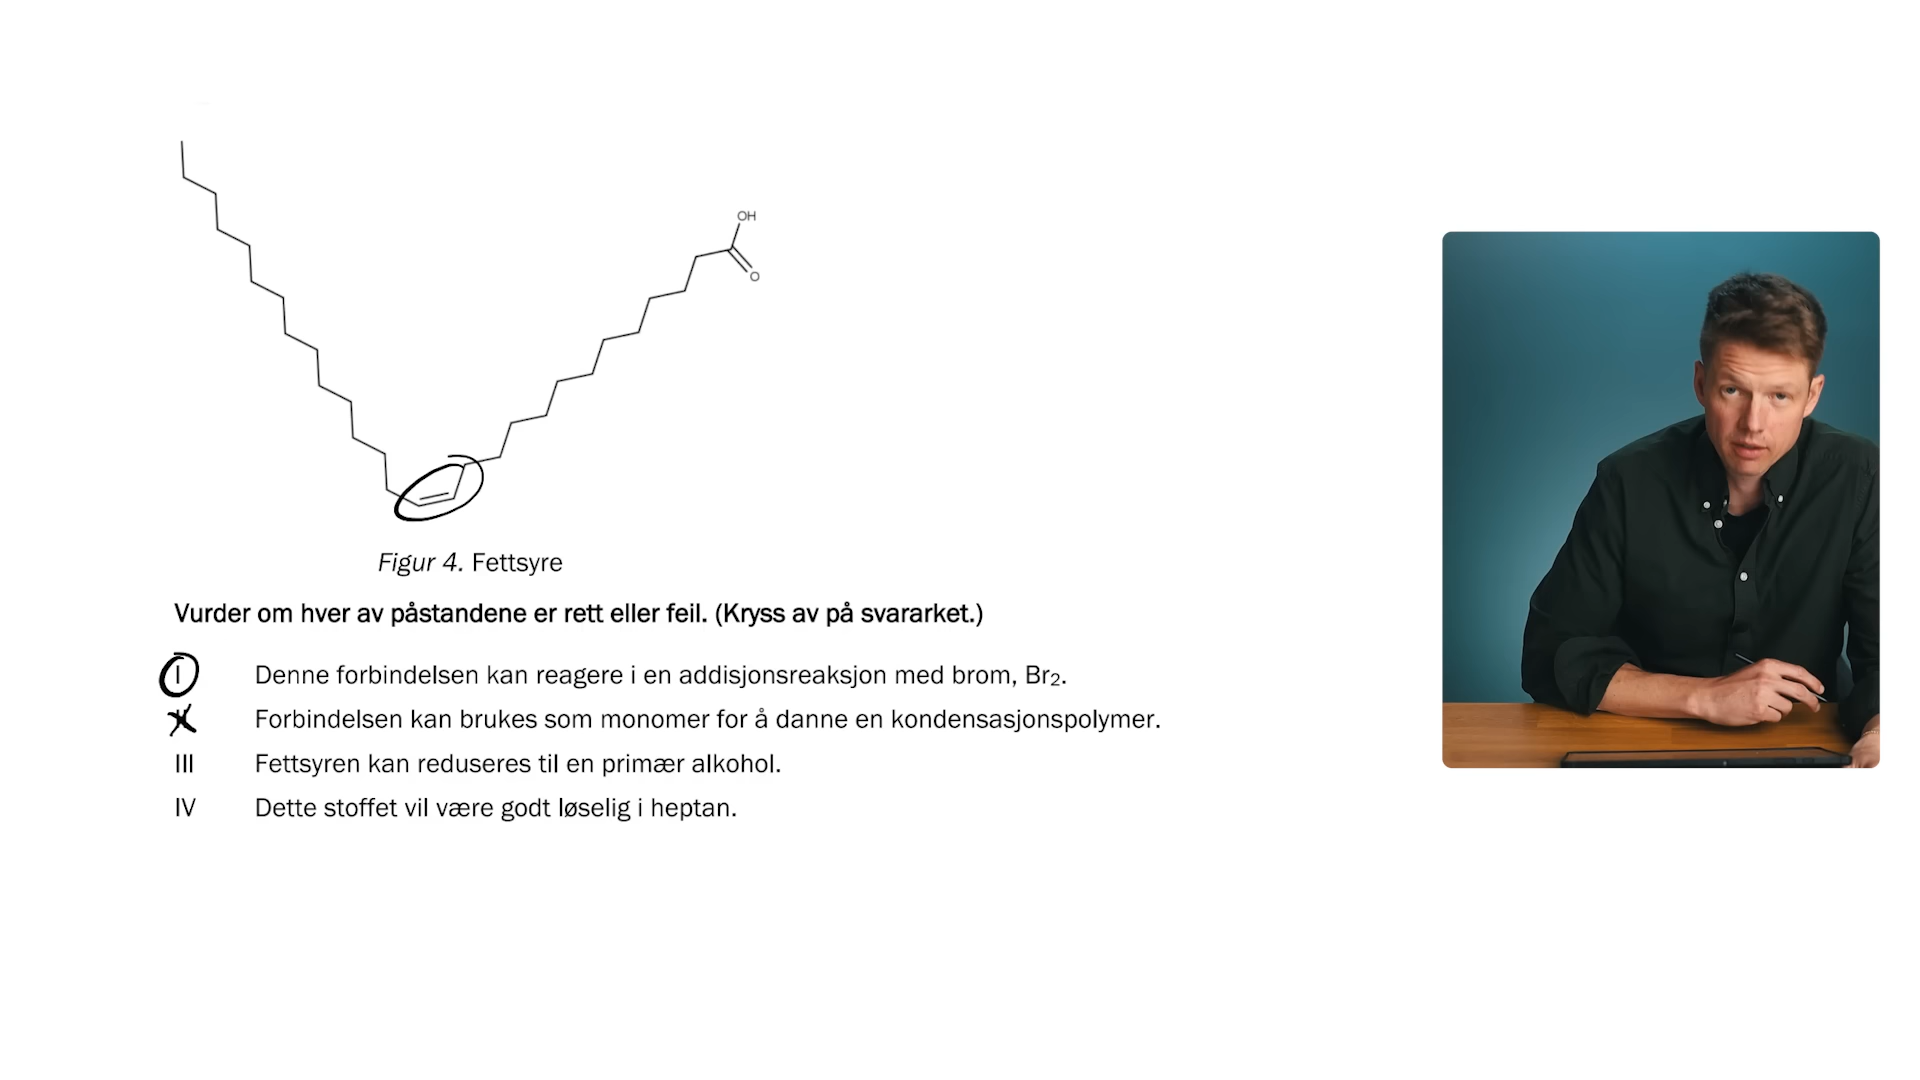 OH
O
Figur 4. Fettsyre
Vurder om hver av påstandene er rett eller feil. (Kryss av på svararket.)
I Denne forbindelsen kan reagere i en addisjonsreaksjon med brom, Br₂.
Forbindelsen kan brukes som monomer for å danne en kondensasjonspolymer.
III Fettsyren kan reduseres til en primær alkohol.
IV Dette stoffet vil være godt løselig i heptan.